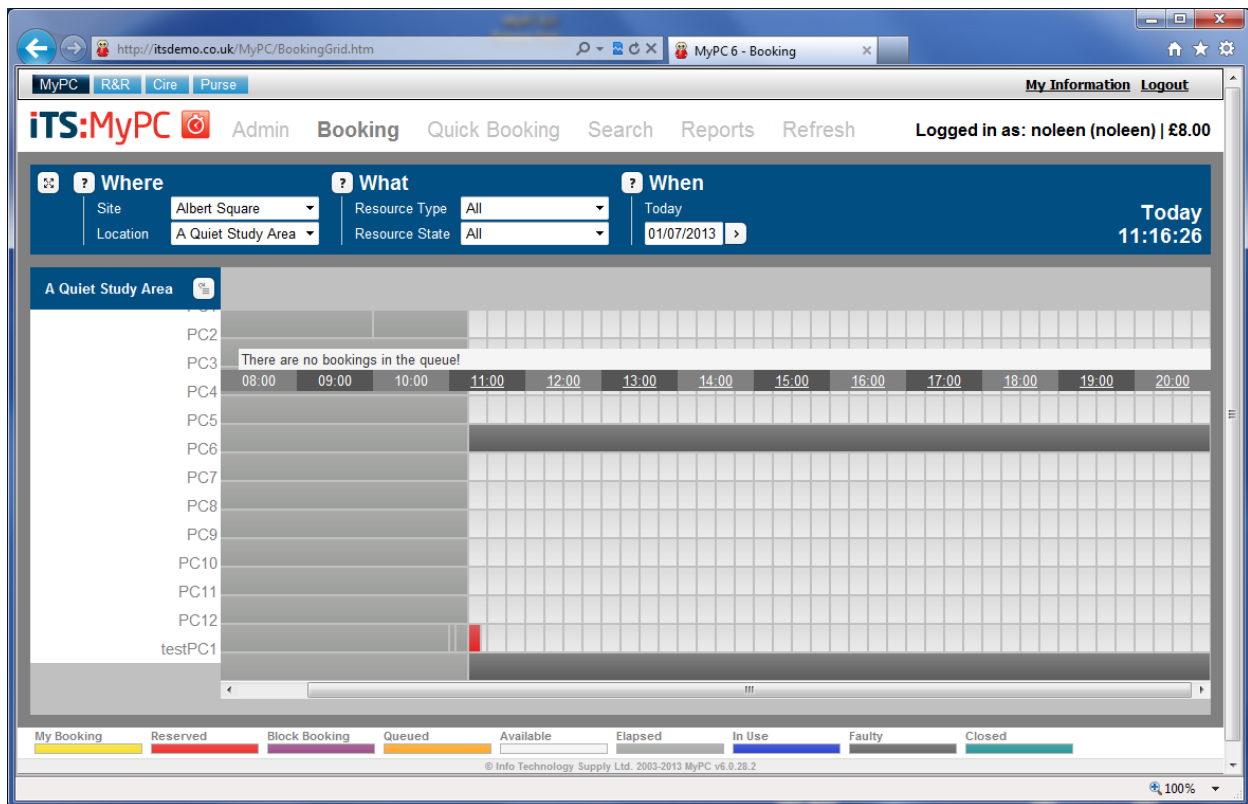 http://itsdemo.co.uk/MyPC/BookingGrid.htm
MyPC 6 - Booking
MyPC R&R Cire Purse My Information Logout
iTS:MyPC Admin Booking Quick Booking Search Reports Refresh Logged in as: noleen (noleen) | £8.00
? Where ? What ? When
Site Albert Square Resource Type All Today
Location A Quiet Study Area Resource State All 01/07/2013 >
Today
11:16:26
A Quiet Study Area
PC2
PC3 There are no bookings in the queue!
08:00 09:00 10:00 11:00 12:00 13:00 14:00 15:00 16:00 17:00 18:00 19:00 20:00
PC4
PC5
PC6
PC7
PC8
PC9
PC10
PC11
PC12
testPC1
My Booking Reserved Block Booking Queued Available Elapsed In Use Faulty Closed
© Info Technology Supply Ltd. 2003-2013 MyPC v6.0.28.2
100%